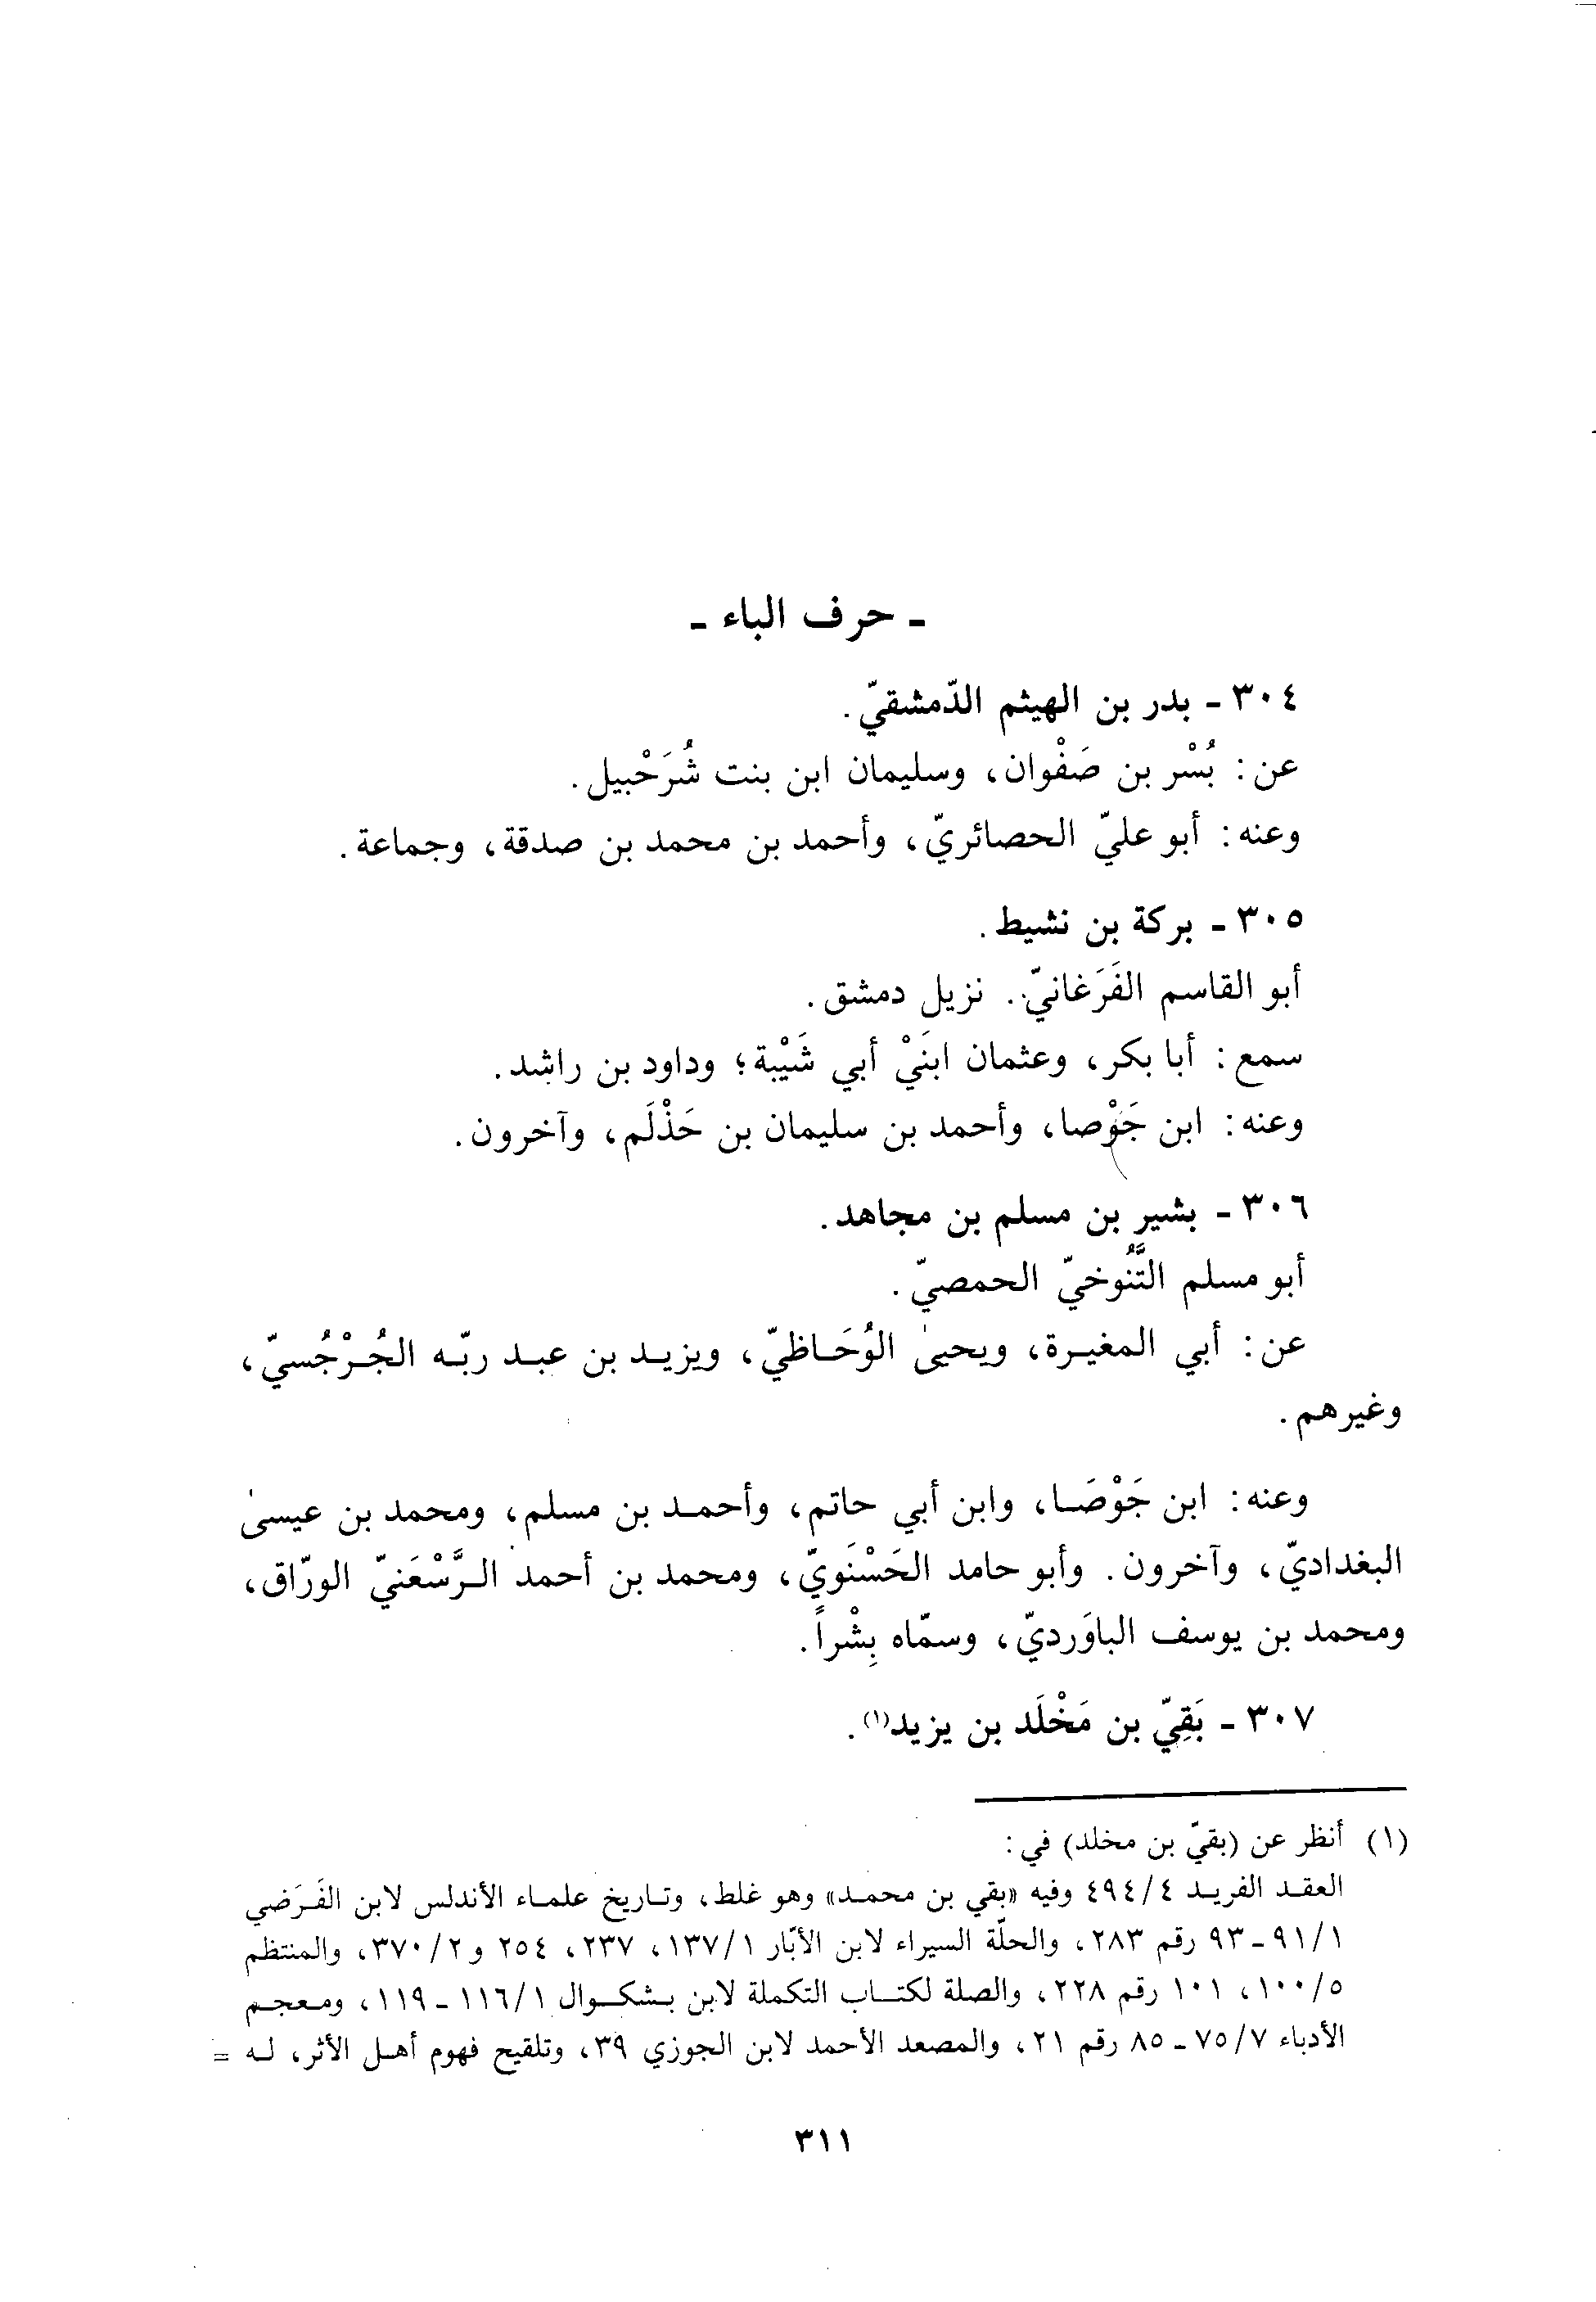 - حرف الباء -
٣٠٤ - بدر بن الهيثم الدّمشقيّ.
عن: بُسْر بن صَفْوان، وسليمان ابن بنت شُرَحْبيل.
وعنه: أبو عليّ الحصائريّ، وأحمد بن محمد بن صدقة، وجماعة.
٣٠٥ - بركة بن نشيط.
أبو القاسم الفَرَغانيّ. نزيل دمشق.
سمع: أبا بكر، وعثمان ابنَيْ أبي شَيْبة؛ وداود بن راشد.
وعنه: ابن جَوْصا، وأحمد بن سليمان بن حَذْلَم، وآخرون.
٣٠٦ - بشير بن مسلم بن مجاهد.
أبو مسلم التَّنُوخيّ الحمصيّ.
عن: أبي المغيرة، ويحيىٰ الوُحَاظيّ، ويزيد بن عبد ربّه الجُرْجُسيّ،
وغيرهم.
وعنه: ابن جَوْصَا، وابن أبي حاتم، وأحمد بن مسلم، ومحمد بن عيسىٰ
البغداديّ، وآخرون. وأبو حامد الحَسْنَويّ، ومحمد بن أحمد الرَّسْعَنيّ الورّاق،
ومحمد بن يوسف الباوَرديّ، وسمّاه بِشْراً.
٣٠٧ - بَقِيّ بن مَخْلَد بن يزيد(١).
(١) أنظر عن (بقيّ بن مخلد) في:
العقد الفريد ٤٩٤/٤ وفيه «بقي بن محمد» وهو غلط، وتاريخ علماء الأندلس لابن الفَرَضي
٩١/١ - ٩٣ رقم ٢٨٣، والحلّة السيراء لابن الأبّار ١٣٧/١، ٢٣٧، ٢٥٤ و٣٧٠/٢، والمنتظم
١٠٠/٥، ١٠١ رقم ٢٢٨، والصلة لكتاب التكملة لابن بشكوال ١١٦/١ - ١١٩، ومعجم
الأدباء ٧٥/٧ - ٨٥ رقم ٢١، والمصعد الأحمد لابن الجوزي ٣٩، وتلقيح فهوم أهل الأثر، له =
٣١١